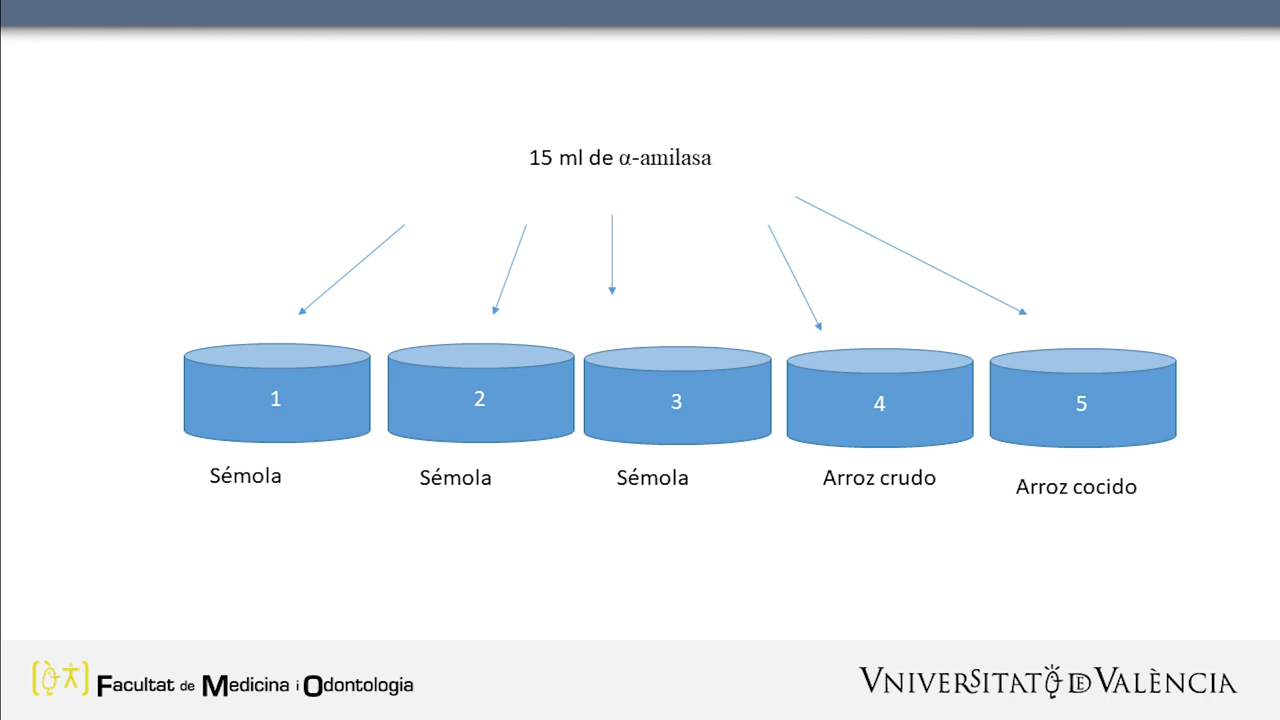 15 ml de α-amilasa
1
2
3
4
5
Sémola
Sémola
Sémola
Arroz crudo
Arroz cocido
Facultat de Medicina i Odontologia
VNIVERSITAT DE VALÈNCIA